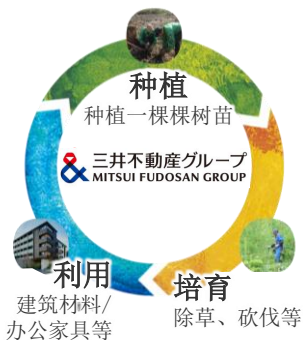 种植
种植一棵棵树苗
三井不動産グループ
MITSUI FUDOSAN GROUP
利用
建筑材料/
办公家具等
培育
除草、砍伐等